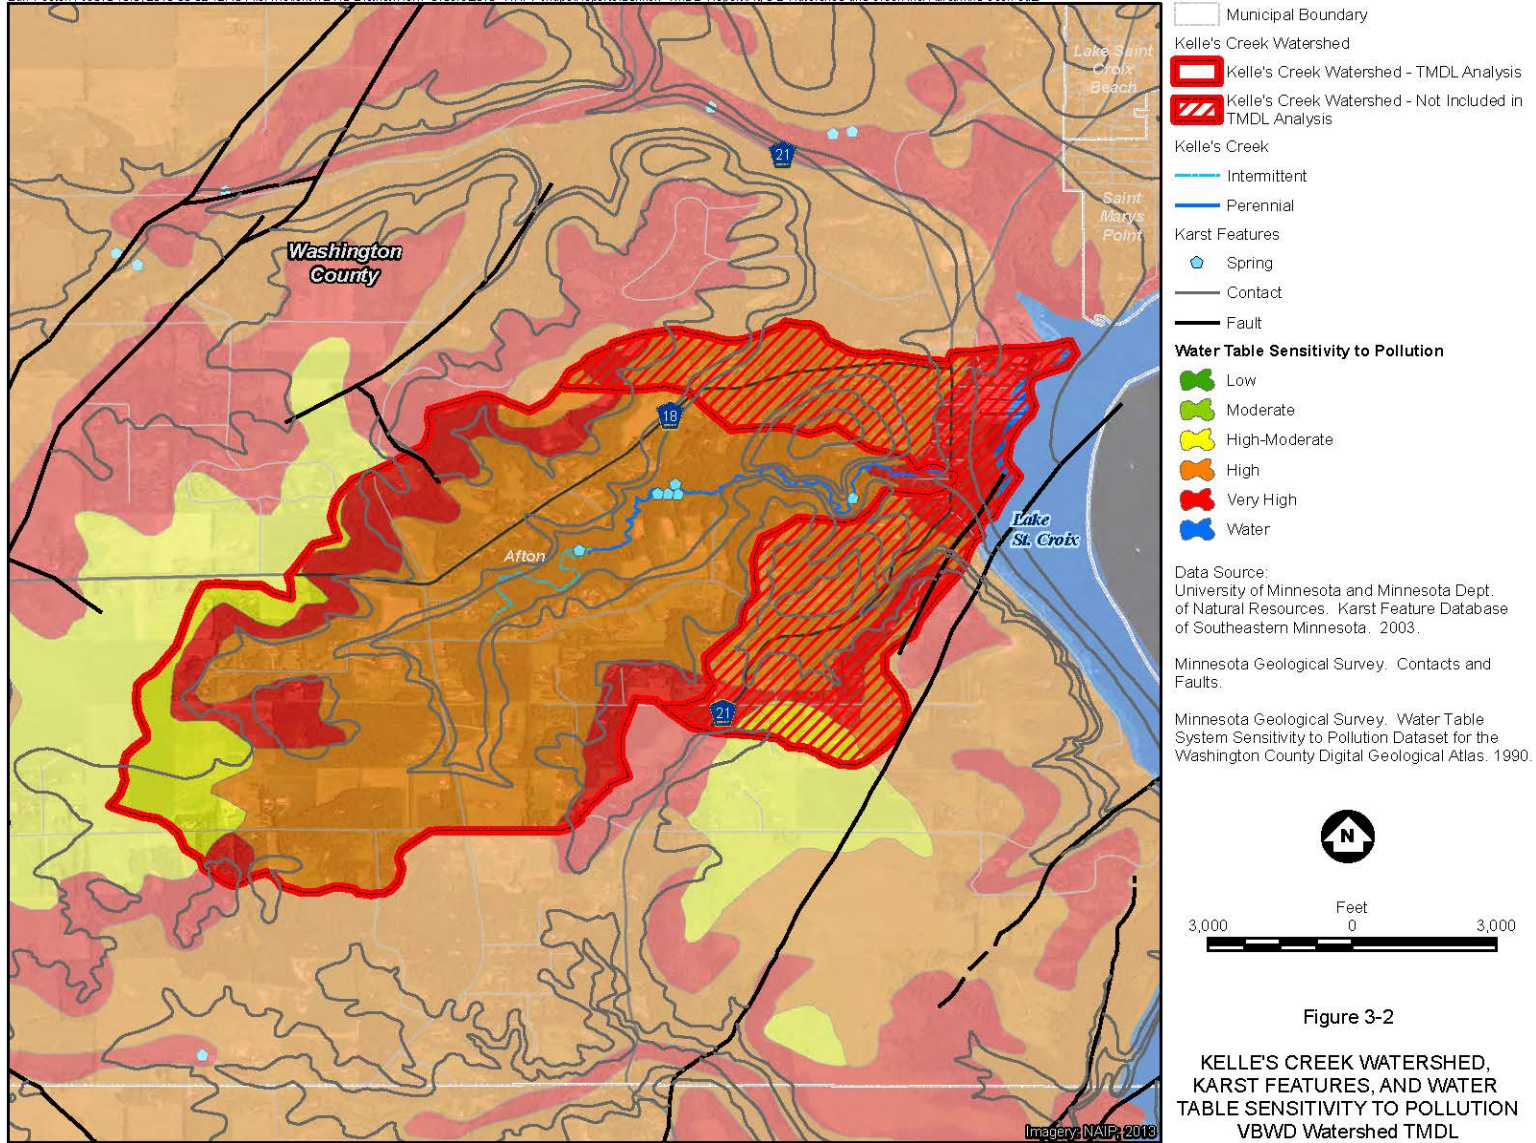 Lake Saint
Croix
Beach
21
Saint
Marys
Point
Washington
County
18
Lake
St. Croix
Afton
21
Imagery: NAIP, 2013
Municipal Boundary
Kelle's Creek Watershed
Kelle's Creek Watershed - TMDL Analysis
Kelle's Creek Watershed - Not Included in
TMDL Analysis
Kelle's Creek
Intermittent
Perennial
Karst Features
Spring
Contact
Fault
Water Table Sensitivity to Pollution
Low
Moderate
High-Moderate
High
Very High
Water
Data Source:
University of Minnesota and Minnesota Dept.
of Natural Resources. Karst Feature Database
of Southeastern Minnesota. 2003.
Minnesota Geological Survey. Contacts and
Faults.
Minnesota Geological Survey. Water Table
System Sensitivity to Pollution Dataset for the
Washington County Digital Geological Atlas. 1990.
N
Feet
3,000 0 3,000
Figure 3-2
KELLE'S CREEK WATERSHED,
KARST FEATURES, AND WATER
TABLE SENSITIVITY TO POLLUTION
VBWD Watershed TMDL